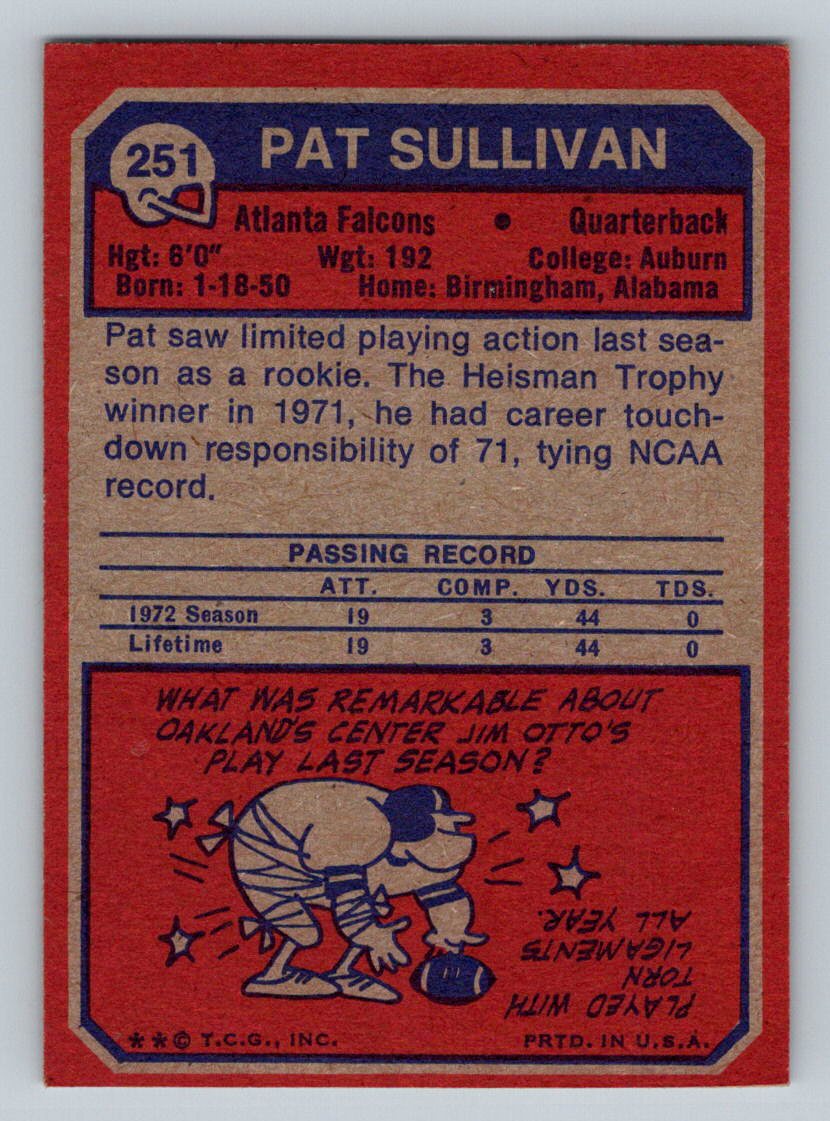 251 PAT SULLIVAN
Atlanta Falcons • Quarterback
Hgt: 6'0" Wgt: 192 College: Auburn
Born: 1-18-50 Home: Birmingham, Alabama
Pat saw limited playing action last sea-
son as a rookie. The Heisman Trophy
winner in 1971, he had career touch-
down responsibility of 71, tying NCAA
record.
PASSING RECORD
ATT. COMP. YDS. TDS.
1972 Season 19 3 44 0
Lifetime 19 3 44 0
WHAT WAS REMARKABLE ABOUT
OAKLAND'S CENTER JIM OTTO'S
PLAY LAST SEASON?
PLAYED WITH
TORN
LIGAMENTS
ALL YEAR.
**© T.C.G., INC. PRTD. IN U.S.A.